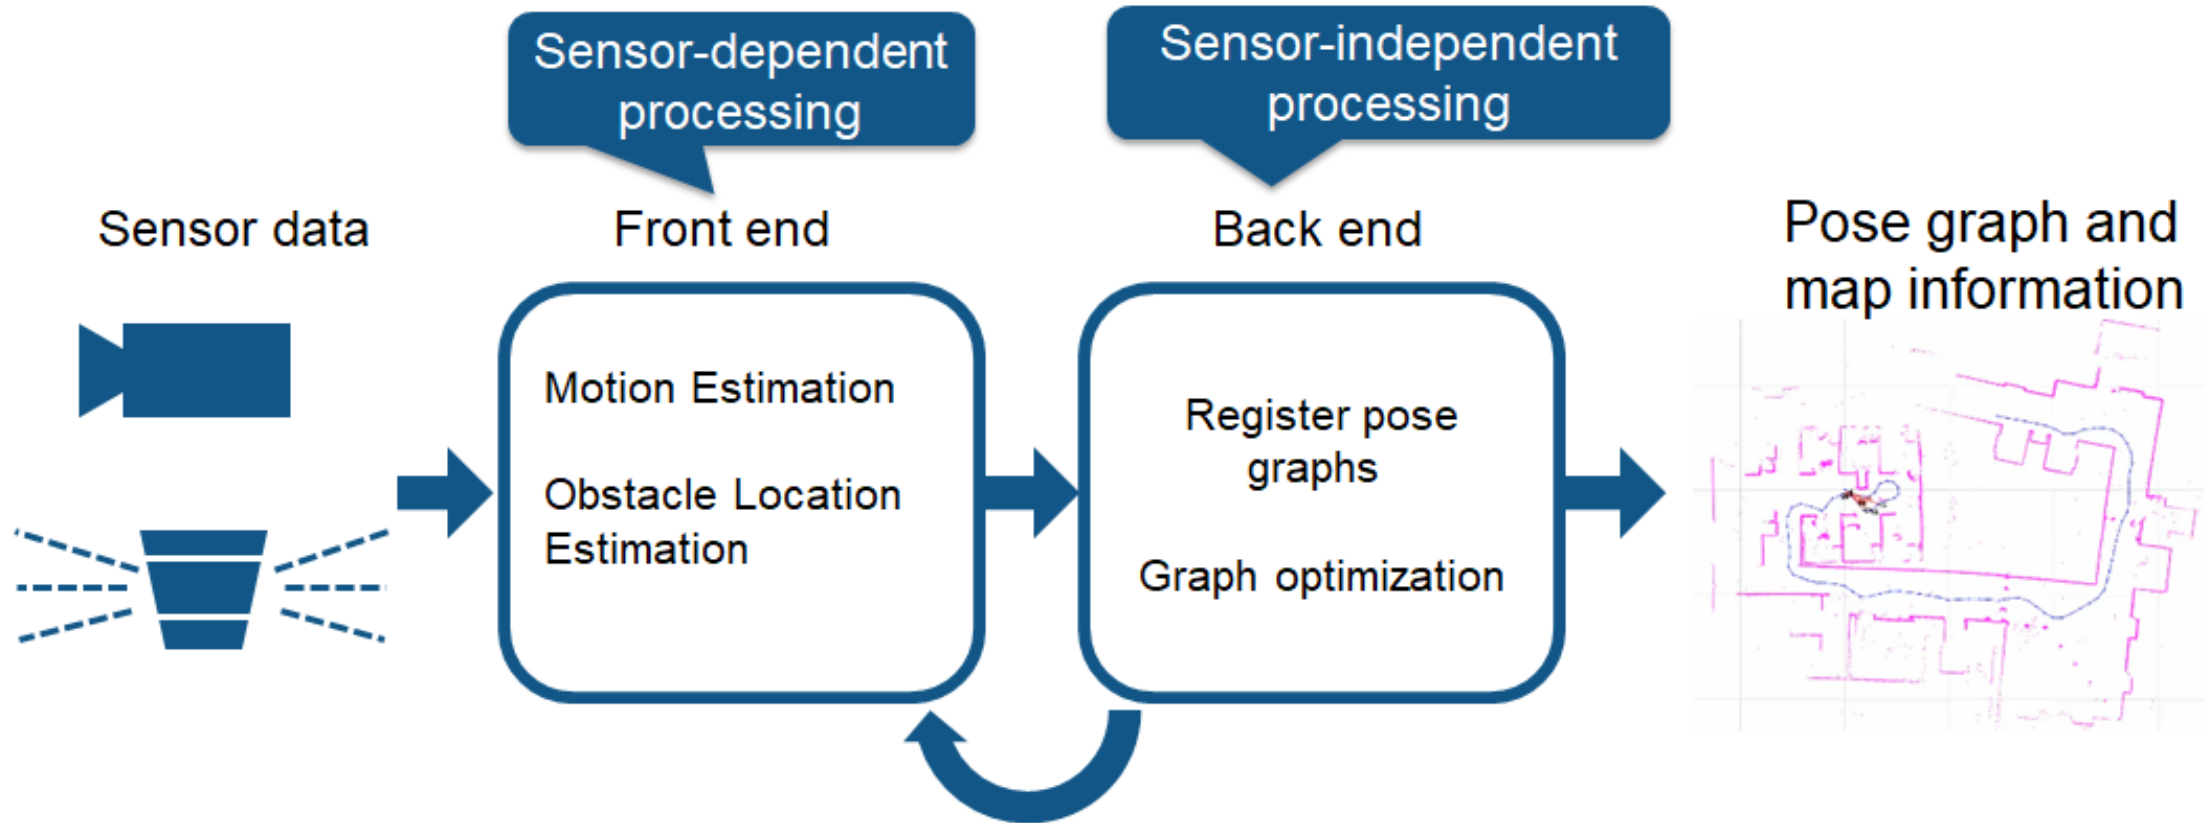 Sensor-dependent
processing
Sensor-independent
processing
Sensor data
Front end
Back end
Pose graph and
map information
Motion Estimation
Obstacle Location
Estimation
Register pose
graphs
Graph optimization